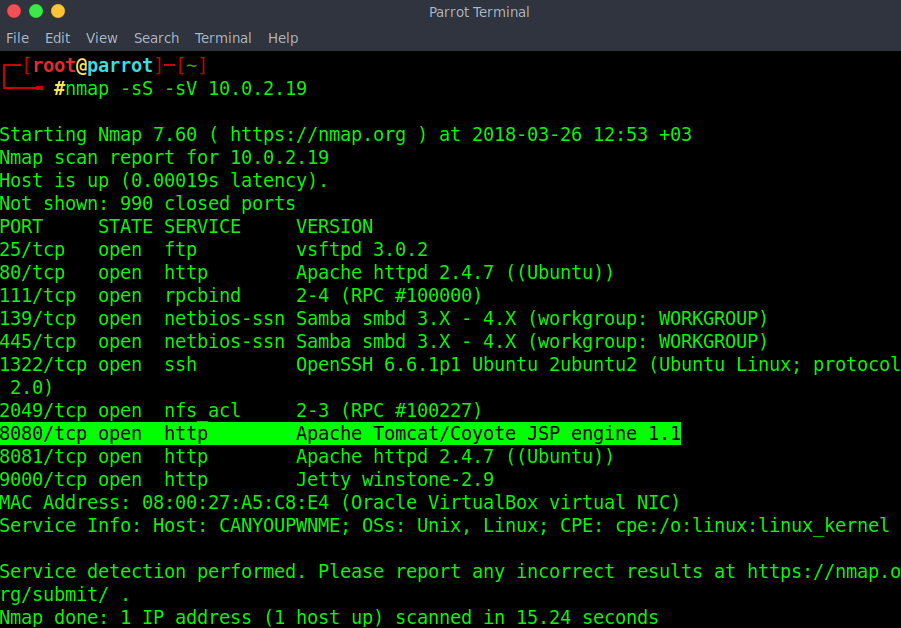 Parrot Terminal
File Edit View Search Terminal Help
┌─[root@parrot]─[~]
└──╼ #nmap -sS -sV 10.0.2.19
Starting Nmap 7.60 ( https://nmap.org ) at 2018-03-26 12:53 +03
Nmap scan report for 10.0.2.19
Host is up (0.00019s latency).
Not shown: 990 closed ports
PORT     STATE SERVICE     VERSION
25/tcp   open  ftp         vsftpd 3.0.2
80/tcp   open  http        Apache httpd 2.4.7 ((Ubuntu))
111/tcp  open  rpcbind     2-4 (RPC #100000)
139/tcp  open  netbios-ssn Samba smbd 3.X - 4.X (workgroup: WORKGROUP)
445/tcp  open  netbios-ssn Samba smbd 3.X - 4.X (workgroup: WORKGROUP)
1322/tcp open  ssh         OpenSSH 6.6.1p1 Ubuntu 2ubuntu2 (Ubuntu Linux; protocol
 2.0)
2049/tcp open  nfs_acl     2-3 (RPC #100227)
8080/tcp open  http        Apache Tomcat/Coyote JSP engine 1.1
8081/tcp open  http        Apache httpd 2.4.7 ((Ubuntu))
9000/tcp open  http        Jetty winstone-2.9
MAC Address: 08:00:27:A5:C8:E4 (Oracle VirtualBox virtual NIC)
Service Info: Host: CANYOUPWNME; OSs: Unix, Linux; CPE: cpe:/o:linux:linux_kernel
Service detection performed. Please report any incorrect results at https://nmap.o
rg/submit/ .
Nmap done: 1 IP address (1 host up) scanned in 15.24 seconds